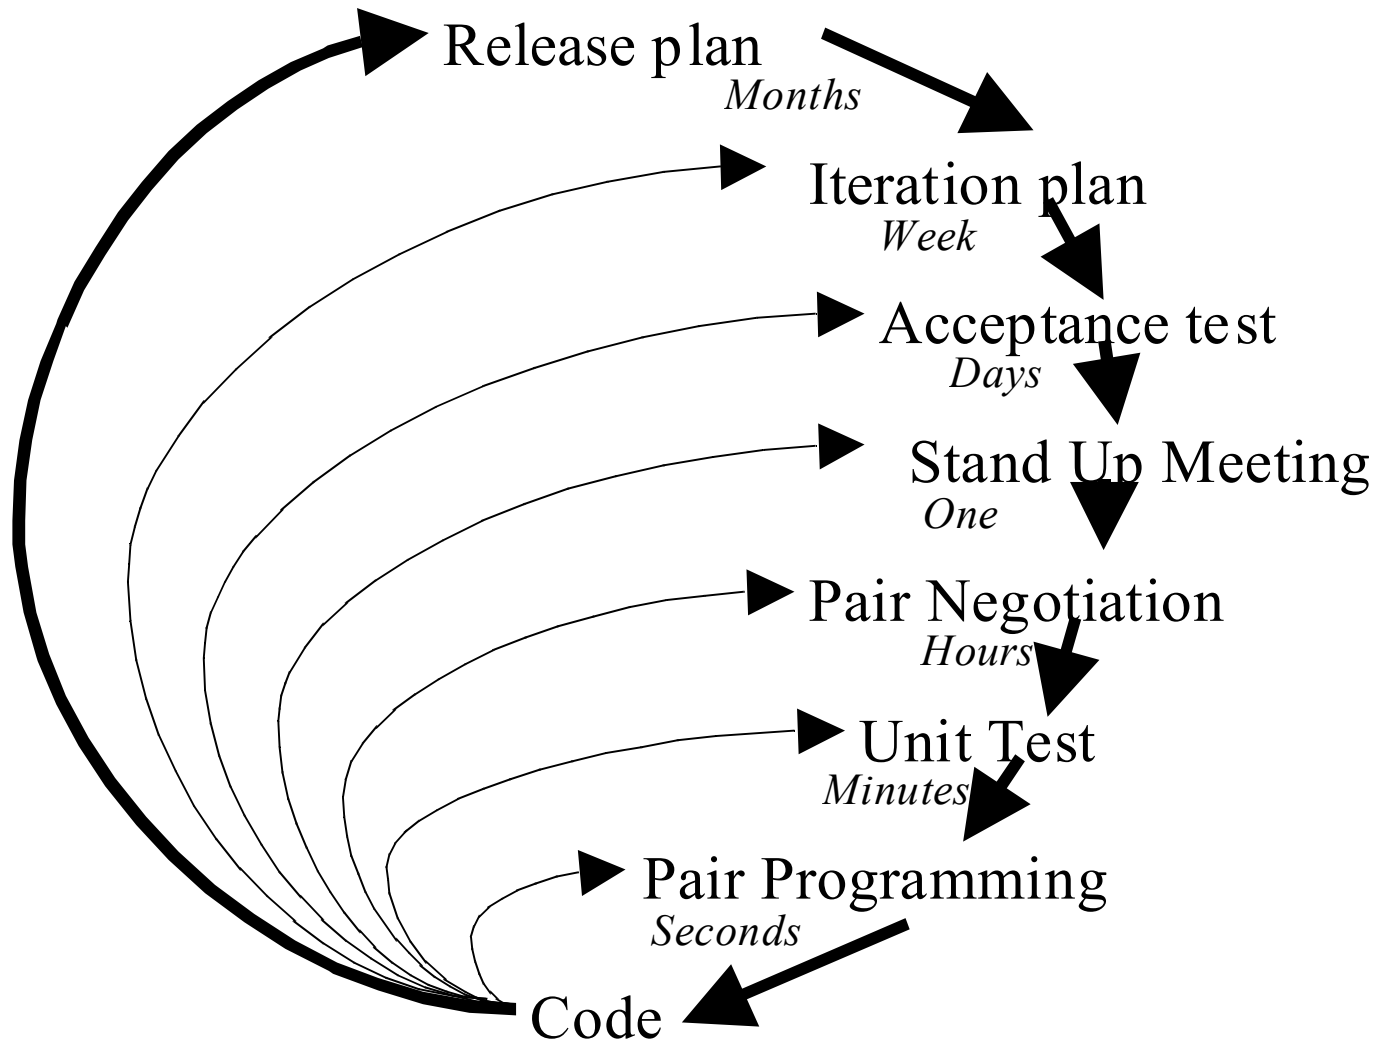 Release plan
Months
Iteration plan
Week
Acceptance test
Days
Stand Up Meeting
One
Pair Negotiation
Hours
Unit Test
Minutes
Pair Programming
Seconds
Code